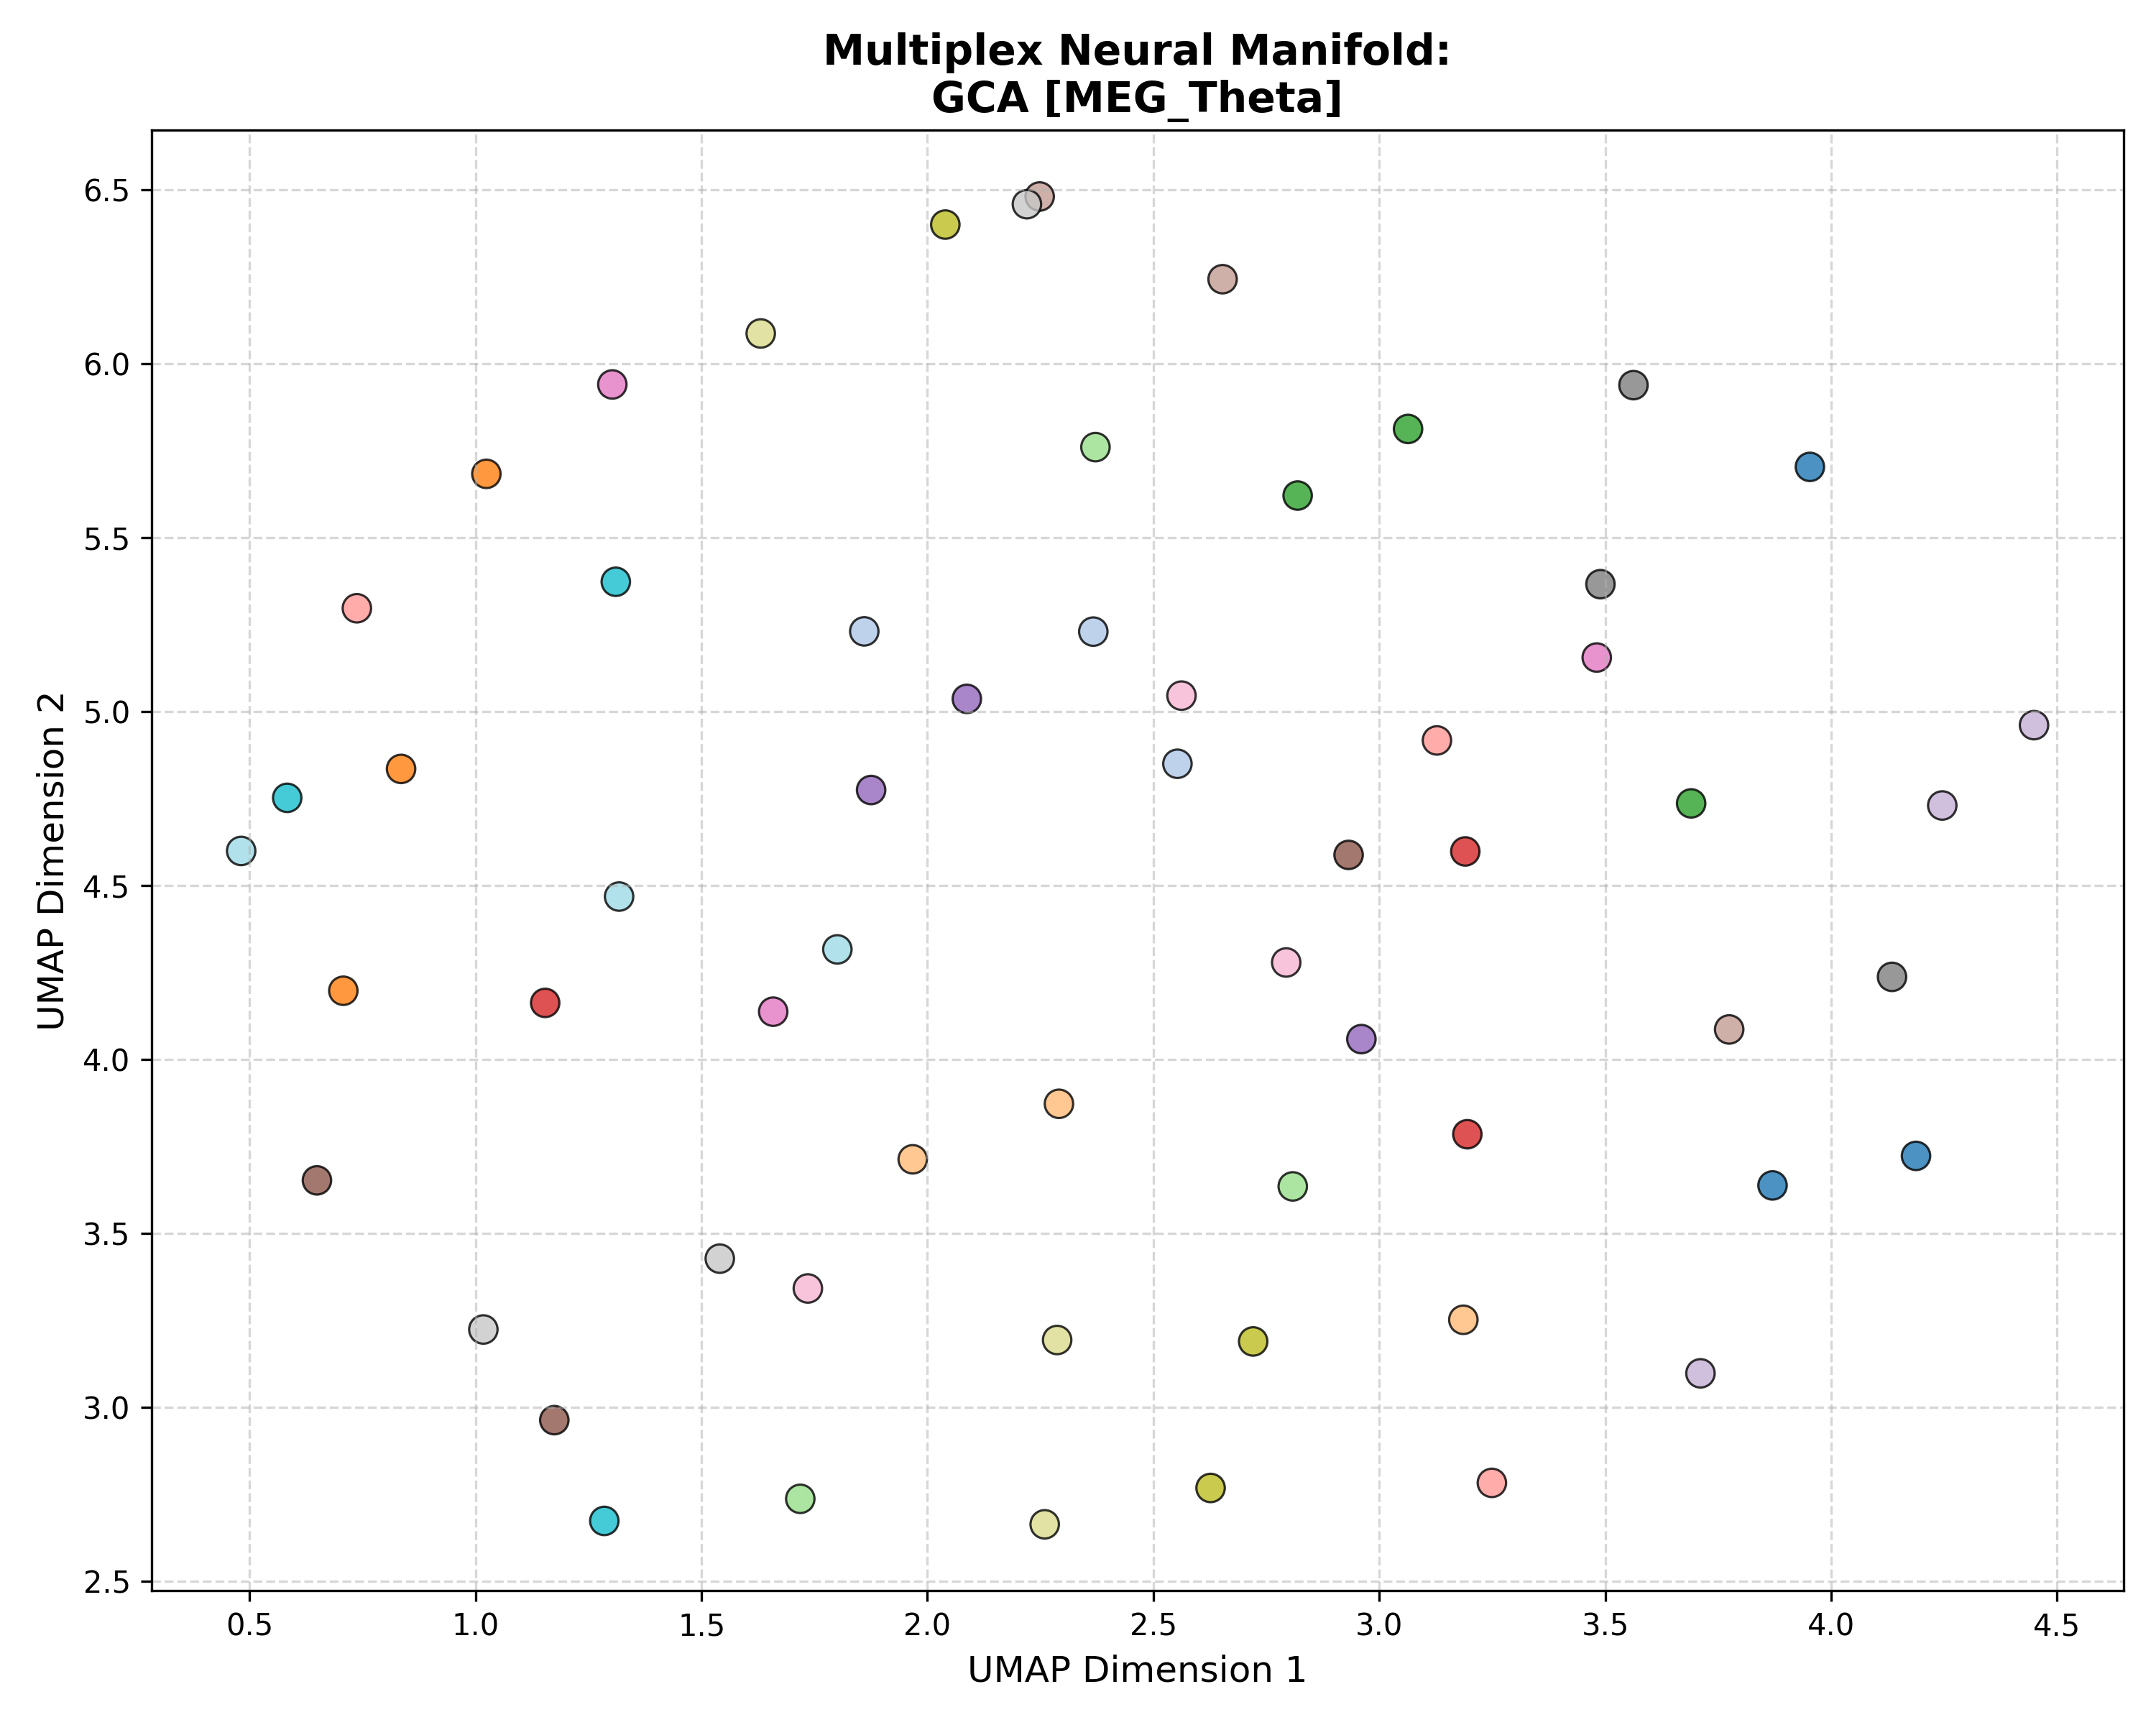 Multiplex Neural Manifold:
GCA [MEG_Theta]
UMAP Dimension 2
6.5
6.0
5.5
5.0
4.5
4.0
3.5
3.0
2.5
0.5 1.0 1.5 2.0 2.5 3.0 3.5 4.0 4.5
UMAP Dimension 1